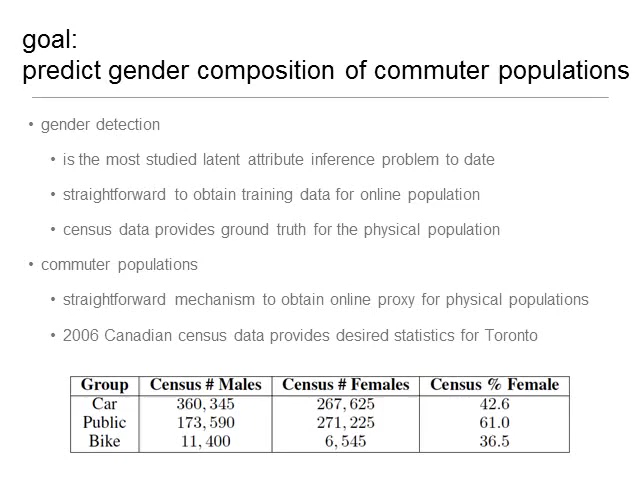 goal:
predict gender composition of commuter populations
• gender detection
• is the most studied latent attribute inference problem to date
• straightforward to obtain training data for online population
• census data provides ground truth for the physical population
• commuter populations
• straightforward mechanism to obtain online proxy for physical populations
• 2006 Canadian census data provides desired statistics for Toronto
Group Census # Males Census # Females Census % Female
Car 360, 345 267, 625 42.6
Public 173, 590 271, 225 61.0
Bike 11, 400 6, 545 36.5